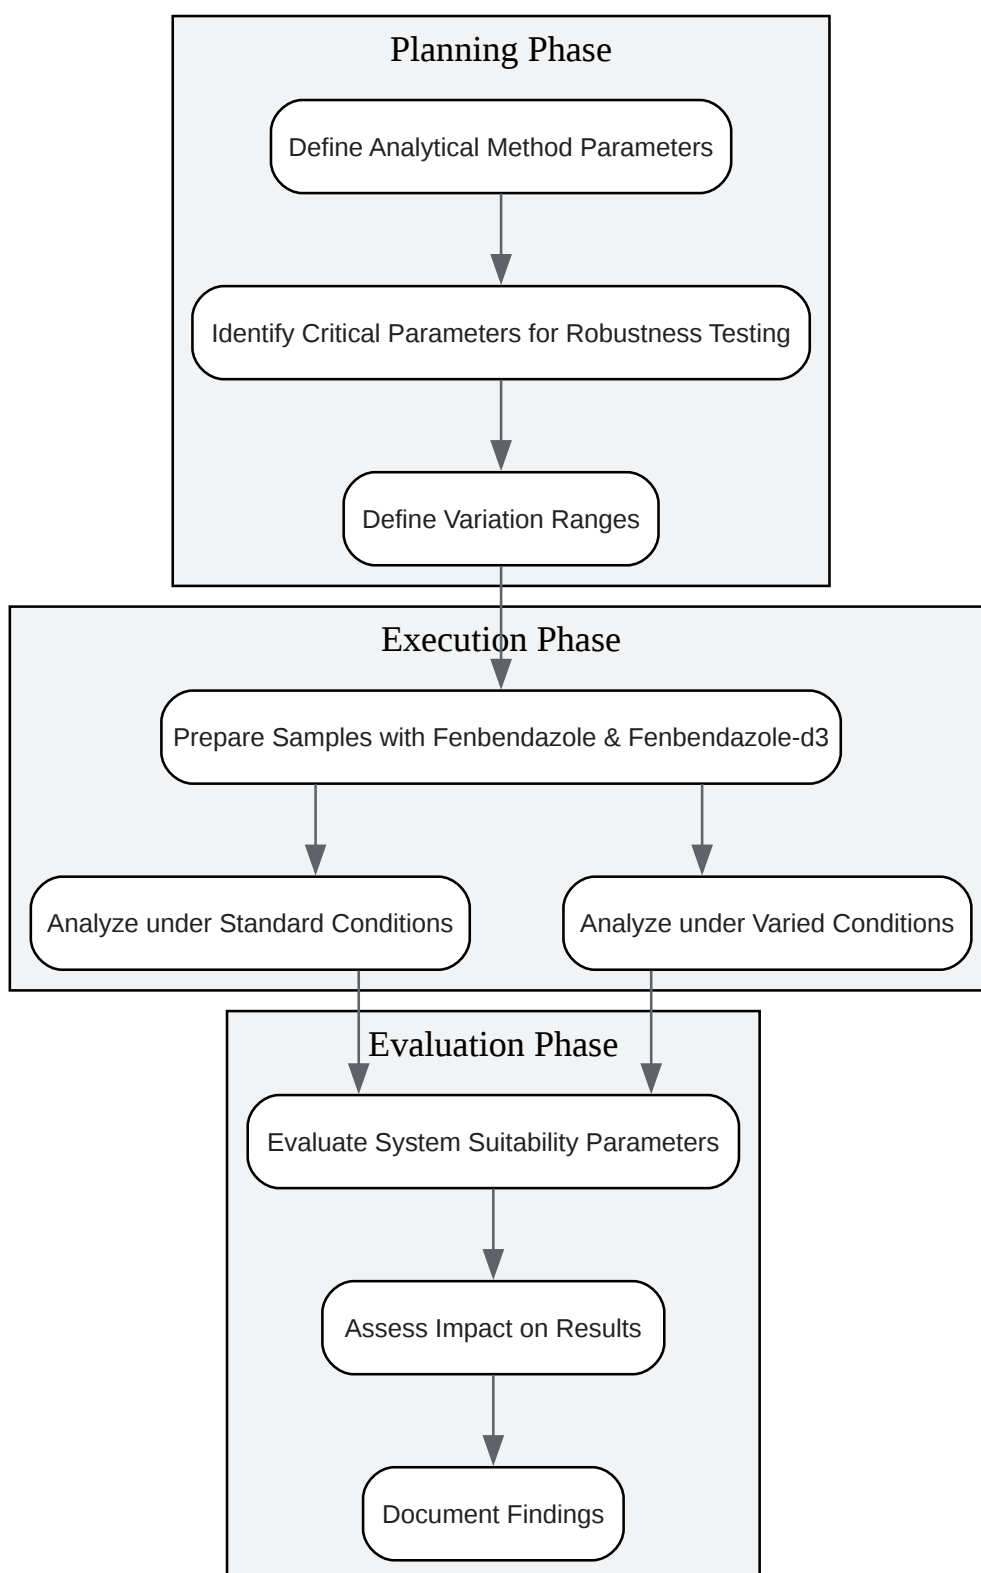 Planning Phase
Define Analytical Method Parameters
Identify Critical Parameters for Robustness Testing
Define Variation Ranges
Execution Phase
Prepare Samples with Fenbendazole & Fenbendazole-d3
Analyze under Standard Conditions
Analyze under Varied Conditions
Evaluation Phase
Evaluate System Suitability Parameters
Assess Impact on Results
Document Findings